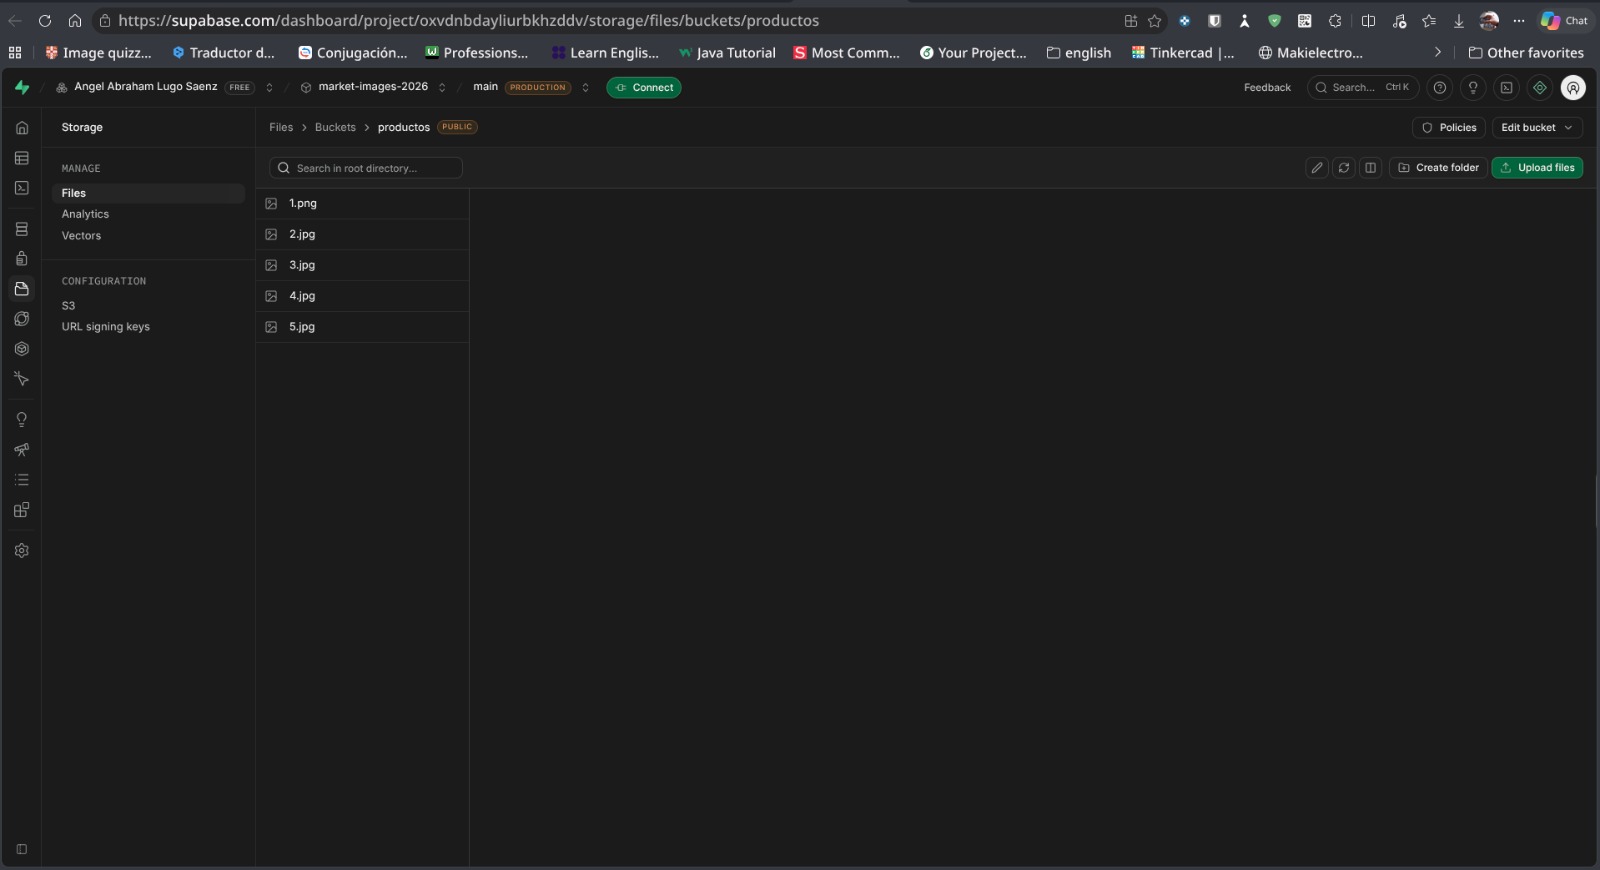 https://supabase.com/dashboard/project/oxvdnbdayliurbkhzddv/storage/files/buckets/productos
Chat
Image quizz...
Traductor d...
Conjugación...
Professions...
Learn Englis...
Java Tutorial
Most Comm...
Your Project...
english
Tinkercad |...
Makielectro...
Other favorites
Angel Abraham Lugo Saenz FREE / market-images-2026 / main PRODUCTION Connect
Feedback Search... Ctrl K
Storage
Files > Buckets > productos PUBLIC
Policies Edit bucket
MANAGE
Files
Analytics
Vectors
CONFIGURATION
S3
URL signing keys
Search in root directory...
Create folder Upload files
1.png
2.jpg
3.jpg
4.jpg
5.jpg